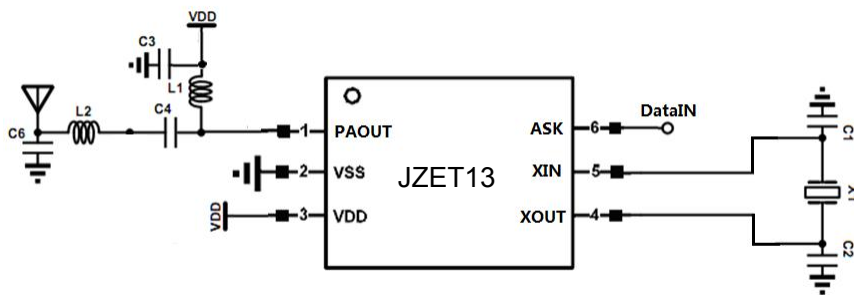 VDD
C3
L1
L2
C4
C6
1
PAOUT
2
VSS
3
VDD
VDD
JZET13
ASK
6
DataIN
XIN
5
XOUT
4
C1
X1
C2